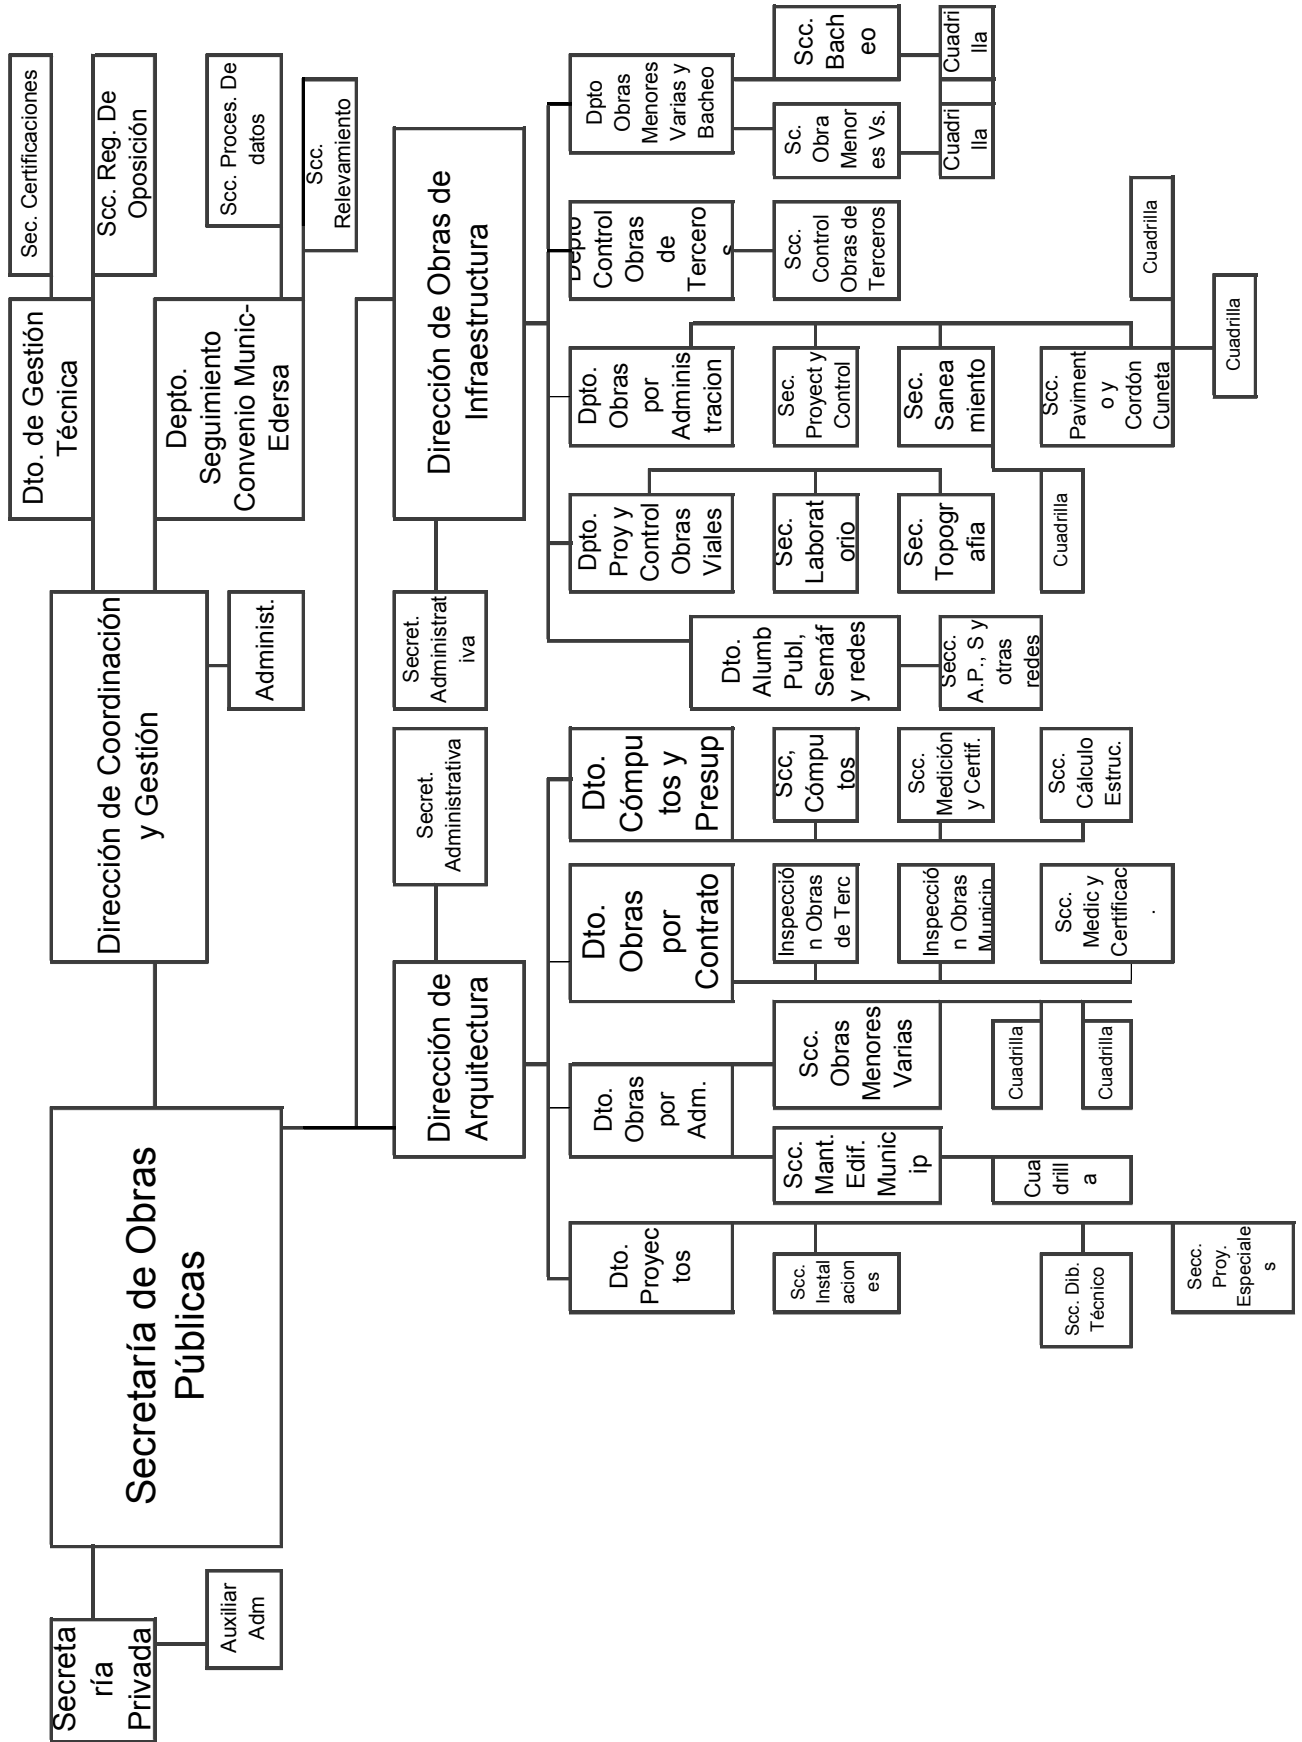 Secreta
ría
Privada
Auxiliar
Adm
Secretaría de Obras
Públicas
Dirección de Coordinación
y Gestión
Administ.
Dto. de Gestión
Técnica
Sec. Certificaciones
Scc. Reg. De
Oposición
Depto.
Seguimiento
Convenio Munic-
Edersa
Scc. Proces. De
datos
Scc.
Relevamiento
Dirección de
Arquitectura
Secret.
Administrativa
Dirección de Obras de
Infraestructura
Secret.
Administrat
iva
Dto.
Proyec
tos
Scc.
Instal
acion
es
Scc. Dib.
Técnico
Secc.
Proy.
Especiale
s
Dto.
Obras
por
Adm.
Scc.
Mant.
Edif.
Munic
ip
Cua
drill
a
Scc.
Obras
Menores
Varias
Cuadrilla
Cuadrilla
Dto.
Obras
por
Contrato
Inspecció
n Obras
de Terc
Inspecció
n Obras
Municip
Scc.
Medic y
Certificac
.
Dto.
Cómpu
tos y
Presup
Scc,
Cómpu
tos
Scc.
Medición
y Certif.
Scc.
Cálculo
Estruc.
Dto.
Alumb
Publ,
Semáf
y redes
Secc.
A.P., S y
otras
redes
Dpto.
Proy y
Control
Obras
Viales
Sec.
Laborat
orio
Sec.
Topogr
afia
Dpto.
Obras
por
Adminis
tracion
Sec.
Proyect y
Control
Sec.
Sanea
miento
Cuadrilla
Scc.
Paviment
o y
Cordón
Cuneta
Cuadrilla
Cuadrilla
Depto
Control
Obras
de
Tercero
s
Scc.
Control
Obras de
Terceros
Dpto
Obras
Menores
Varias y
Bacheo
Sc.
Obra
Menor
es Vs.
Cuadri
lla
Scc.
Bach
eo
Cuadri
lla